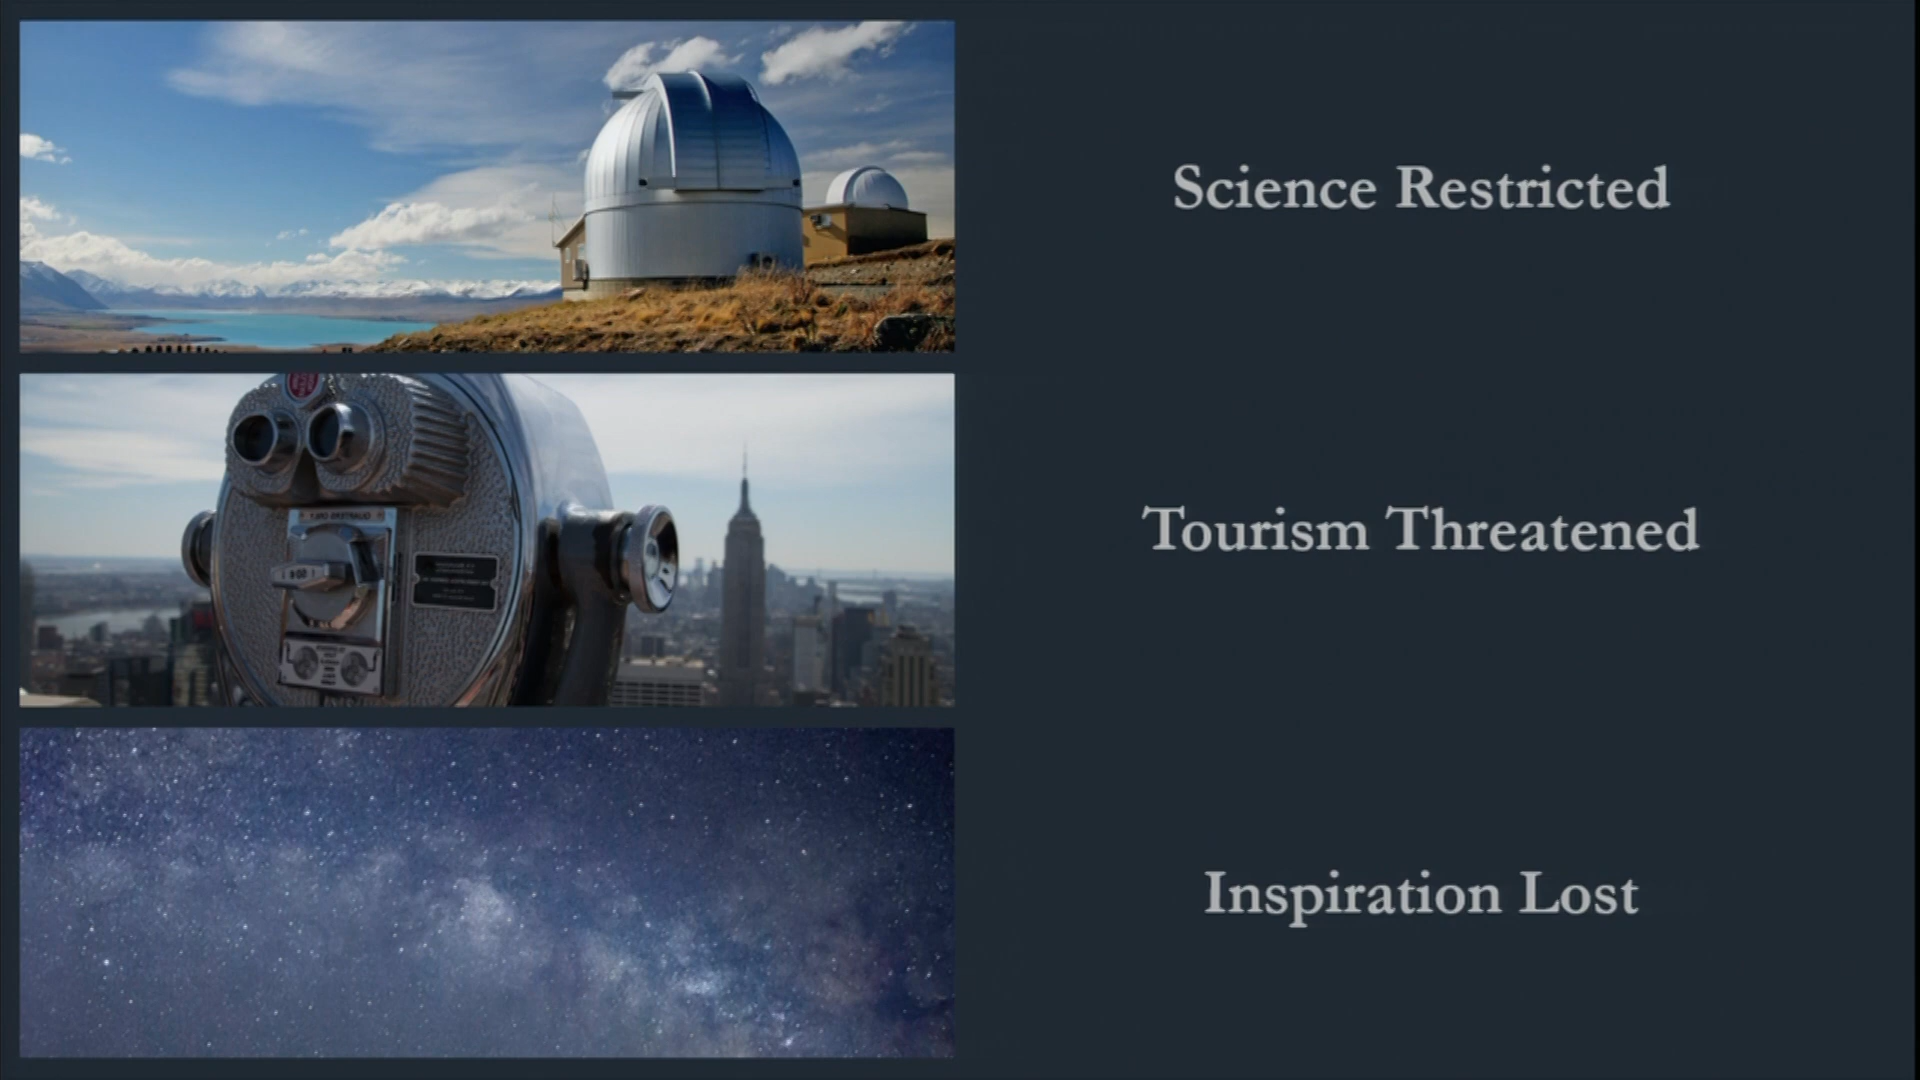 Science Restricted
Tourism Threatened
Inspiration Lost